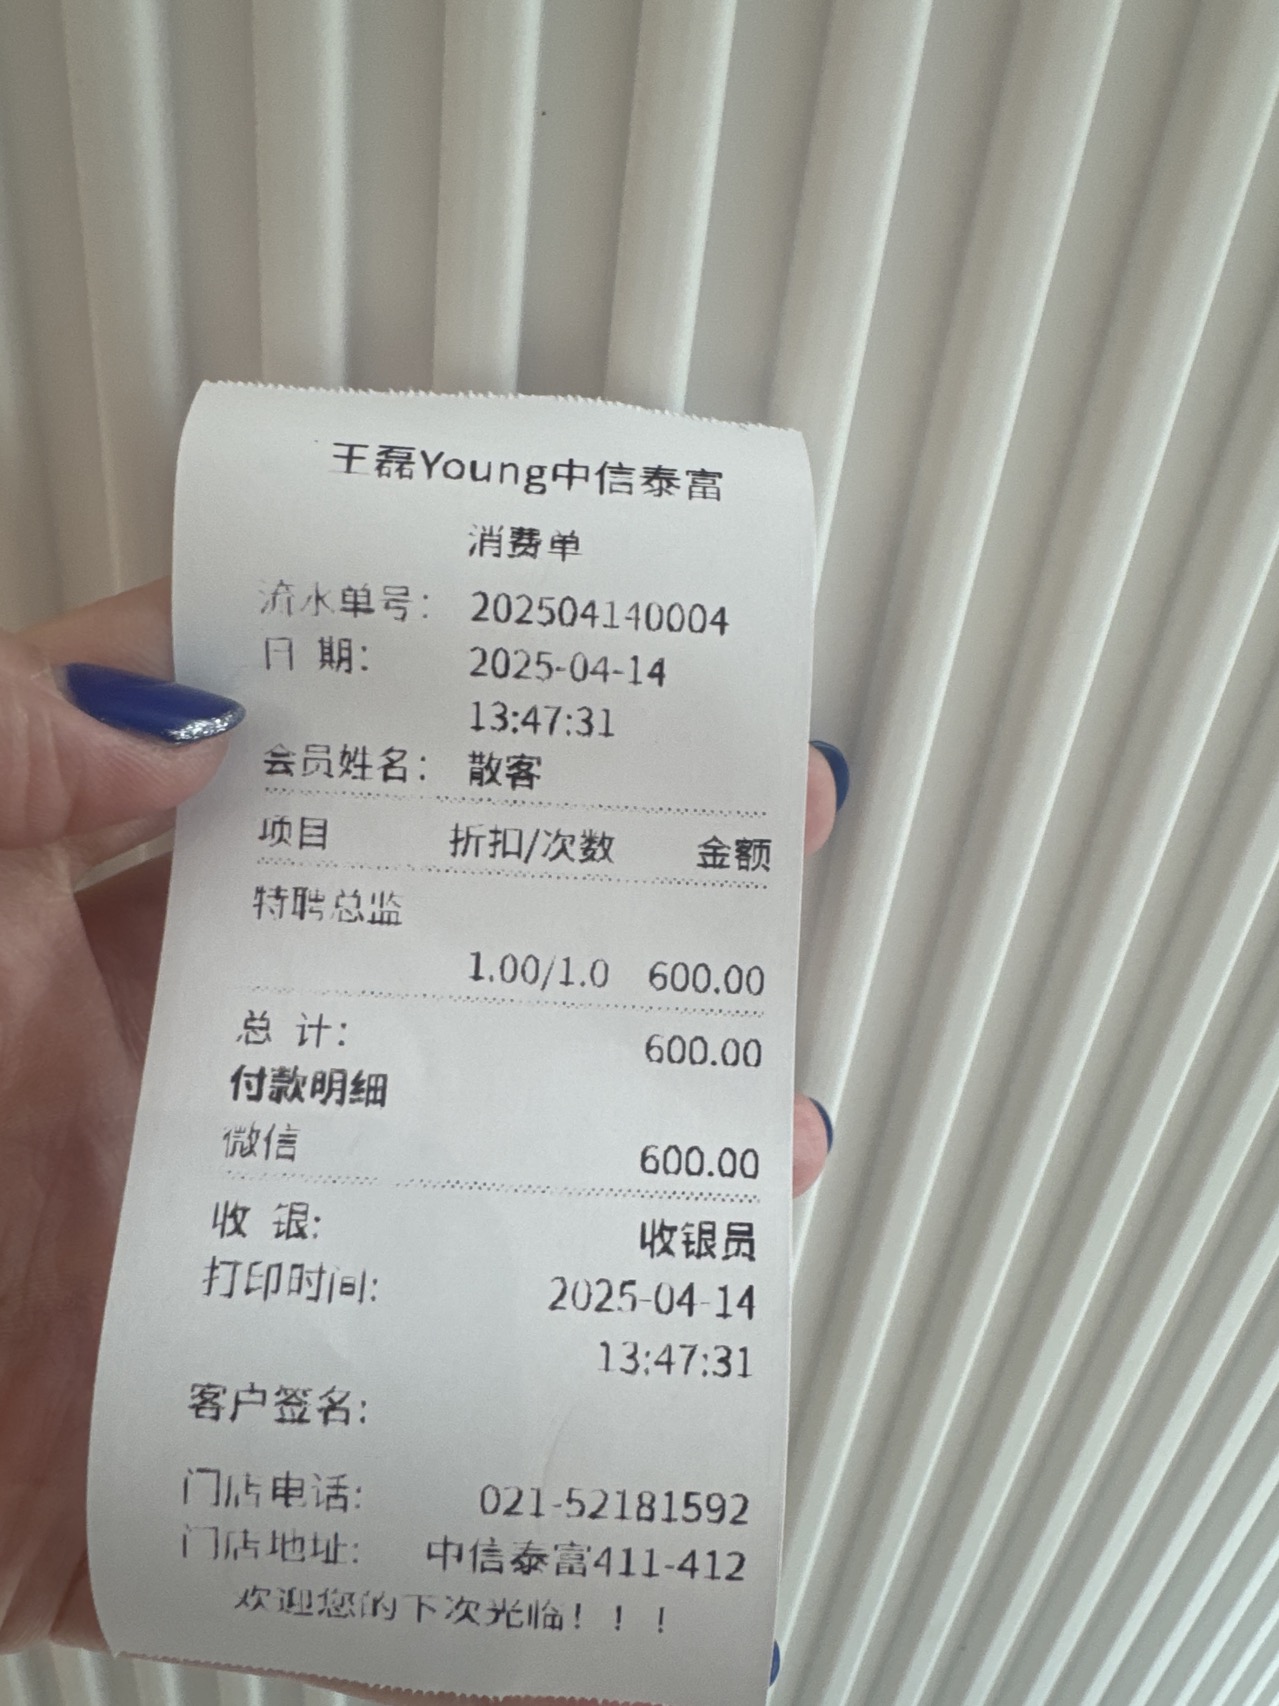 王磊Young中信泰富
消费单
流水单号: 202504140004
日 期: 2025-04-14
13:47:31
会员姓名: 散客
项目 折扣/次数 金额
特聘总监
1.00/1.0 600.00
总 计: 600.00
付款明细
微信 600.00
收 银: 收银员
打印时间: 2025-04-14
13:47:31
客户签名:
门店电话: 021-52181592
门店地址: 中信泰富411-412
欢迎您的下次光临!!!